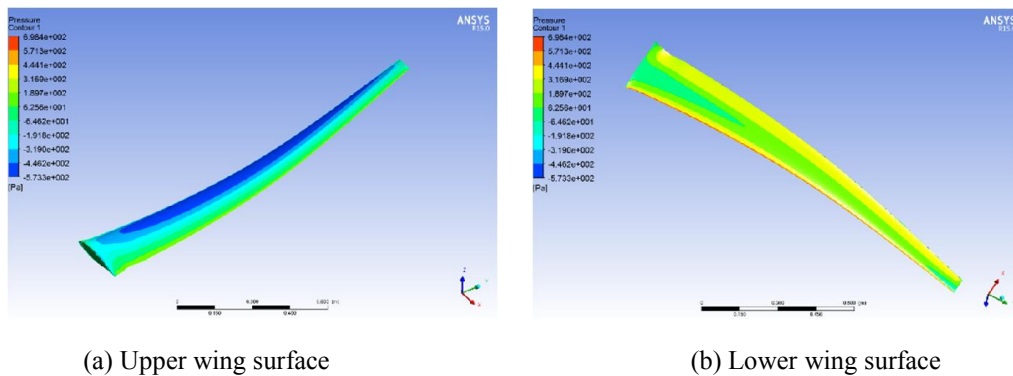 Pressure
Contour 1
6.984e+002
5.713e+002
4.441e+002
3.169e+002
1.897e+002
6.256e+001
-6.462e+001
-1.918e+002
-3.190e+002
-4.462e+002
-5.733e+002
[Pa]
ANSYS
R15.0
Pressure
Contour 1
6.984e+002
5.713e+002
4.441e+002
3.169e+002
1.897e+002
6.256e+001
-6.462e+001
-1.918e+002
-3.190e+002
-4.462e+002
-5.733e+002
[Pa]
ANSYS
R15.0
(a) Upper wing surface
(b) Lower wing surface